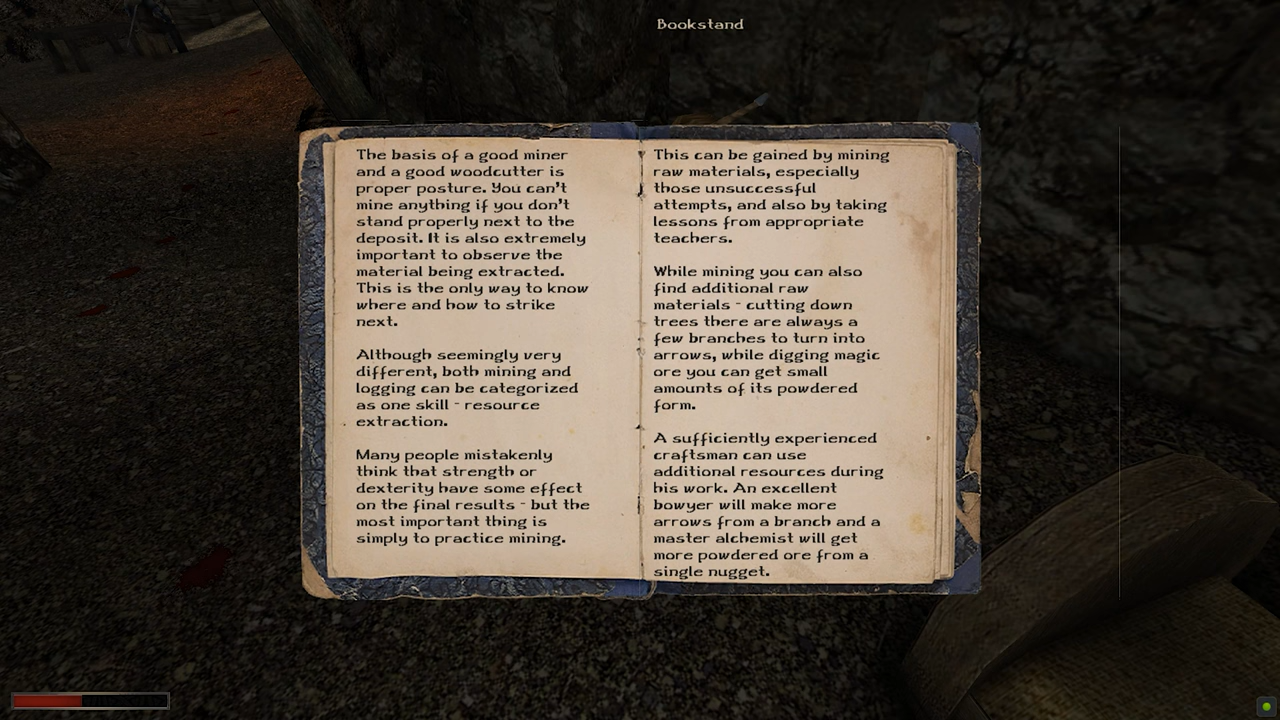 Bookstand
The basis of a good miner
and a good woodcutter is
proper posture. You can't
mine anything if you don't
stand properly next to the
deposit. It is also extremely
important to observe the
material being extracted.
This is the only way to know
where and how to strike
next.
Although seemingly very
different, both mining and
logging can be categorized
as one skill - resource
extraction.
Many people mistakenly
think that strength or
dexterity have some effect
on the final results - but the
most important thing is
simply to practice mining.
This can be gained by mining
raw materials, especially
those unsuccessful
attempts, and also by taking
lessons from appropriate
teachers.
While mining you can also
find additional raw
materials - cutting down
trees there are always a
few branches to turn into
arrows, while digging magic
ore you can get small
amounts of its powdered
form.
A sufficiently experienced
craftsman can use
additional resources during
his work. An excellent
bowyer will make more
arrows from a branch and a
master alchemist will get
more powdered ore from a
single nugget.